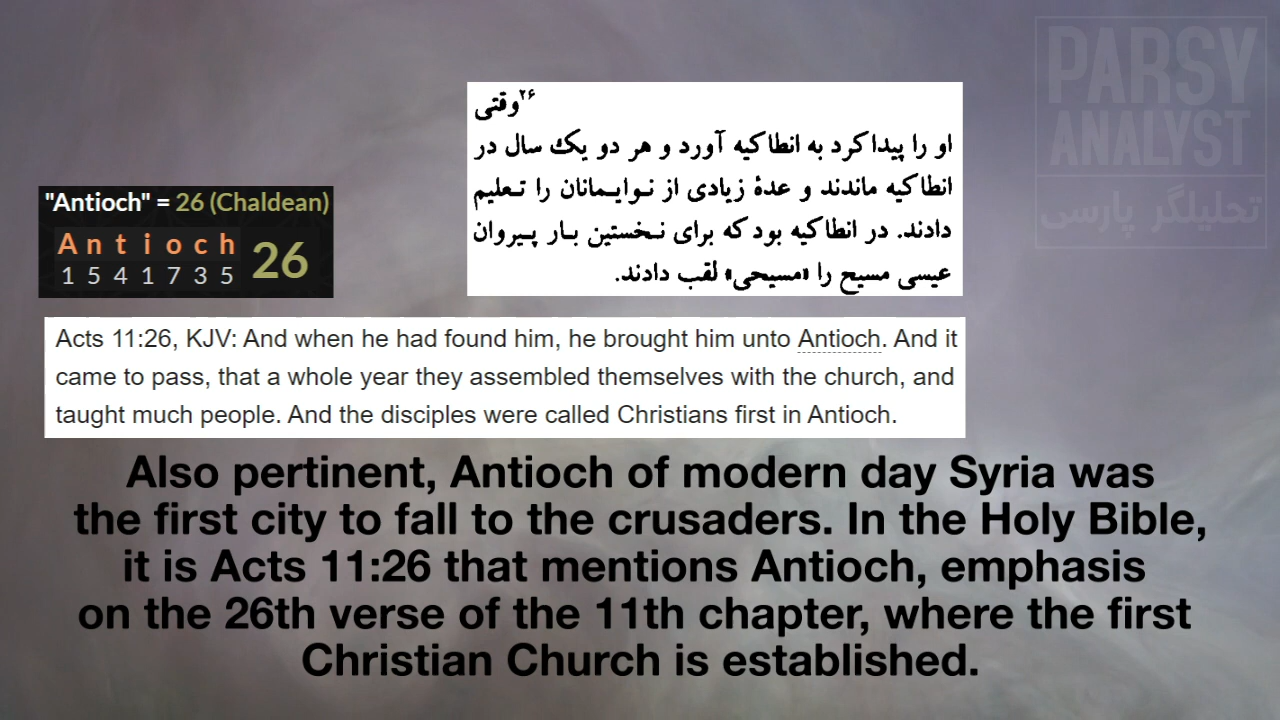 PARSY
ANALYST
تحلیلگر پارسی
۲۶وقتی
او را پیدا کرد به انطاکیه آورد و هر دو یک سال در
انطاکیه ماندند و عدهٔ زیادی از نـوایـمانان را تـعلیم
دادند. در انطاکیه بود که برای نـخستین بـار پـیروان
عیسی مسیح را «مسیحی» لقب دادند.
"Antioch" = 26 (Chaldean)
A n t i o c h
1 5 4 1 7 3 5
26
Acts 11:26, KJV: And when he had found him, he brought him unto Antioch. And it
came to pass, that a whole year they assembled themselves with the church, and
taught much people. And the disciples were called Christians first in Antioch.
Also pertinent, Antioch of modern day Syria was
the first city to fall to the crusaders. In the Holy Bible,
it is Acts 11:26 that mentions Antioch, emphasis
on the 26th verse of the 11th chapter, where the first
Christian Church is established.